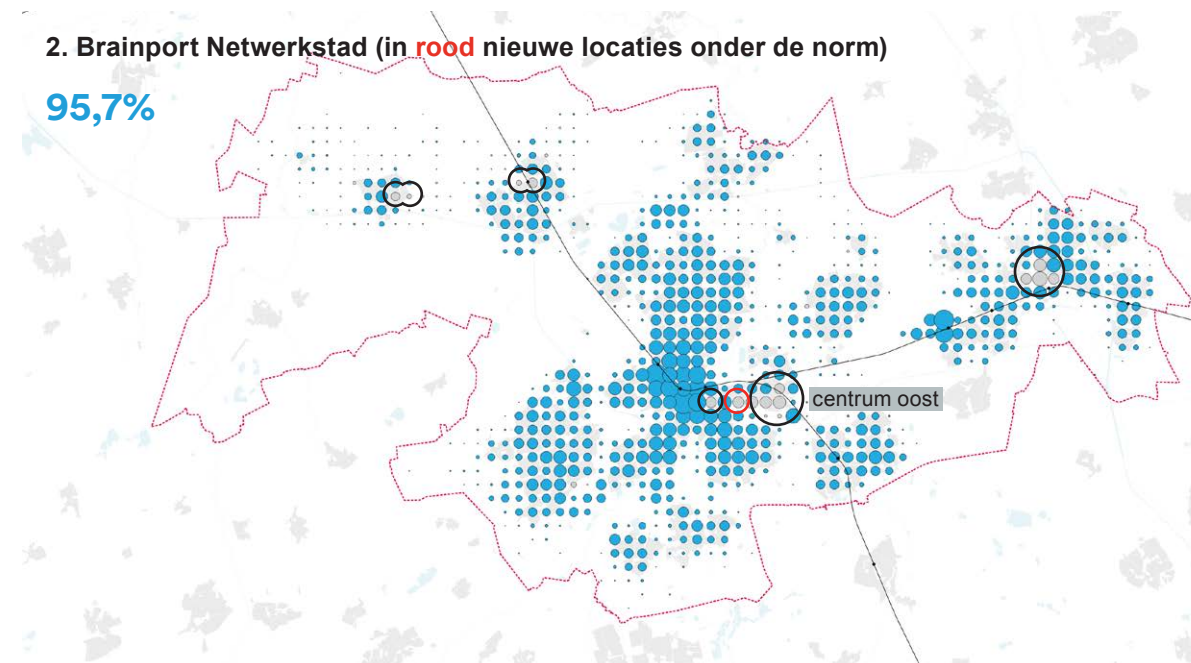 2. Brainport Netwerkstad (in rood nieuwe locaties onder de norm)
95,7%
centrum oost